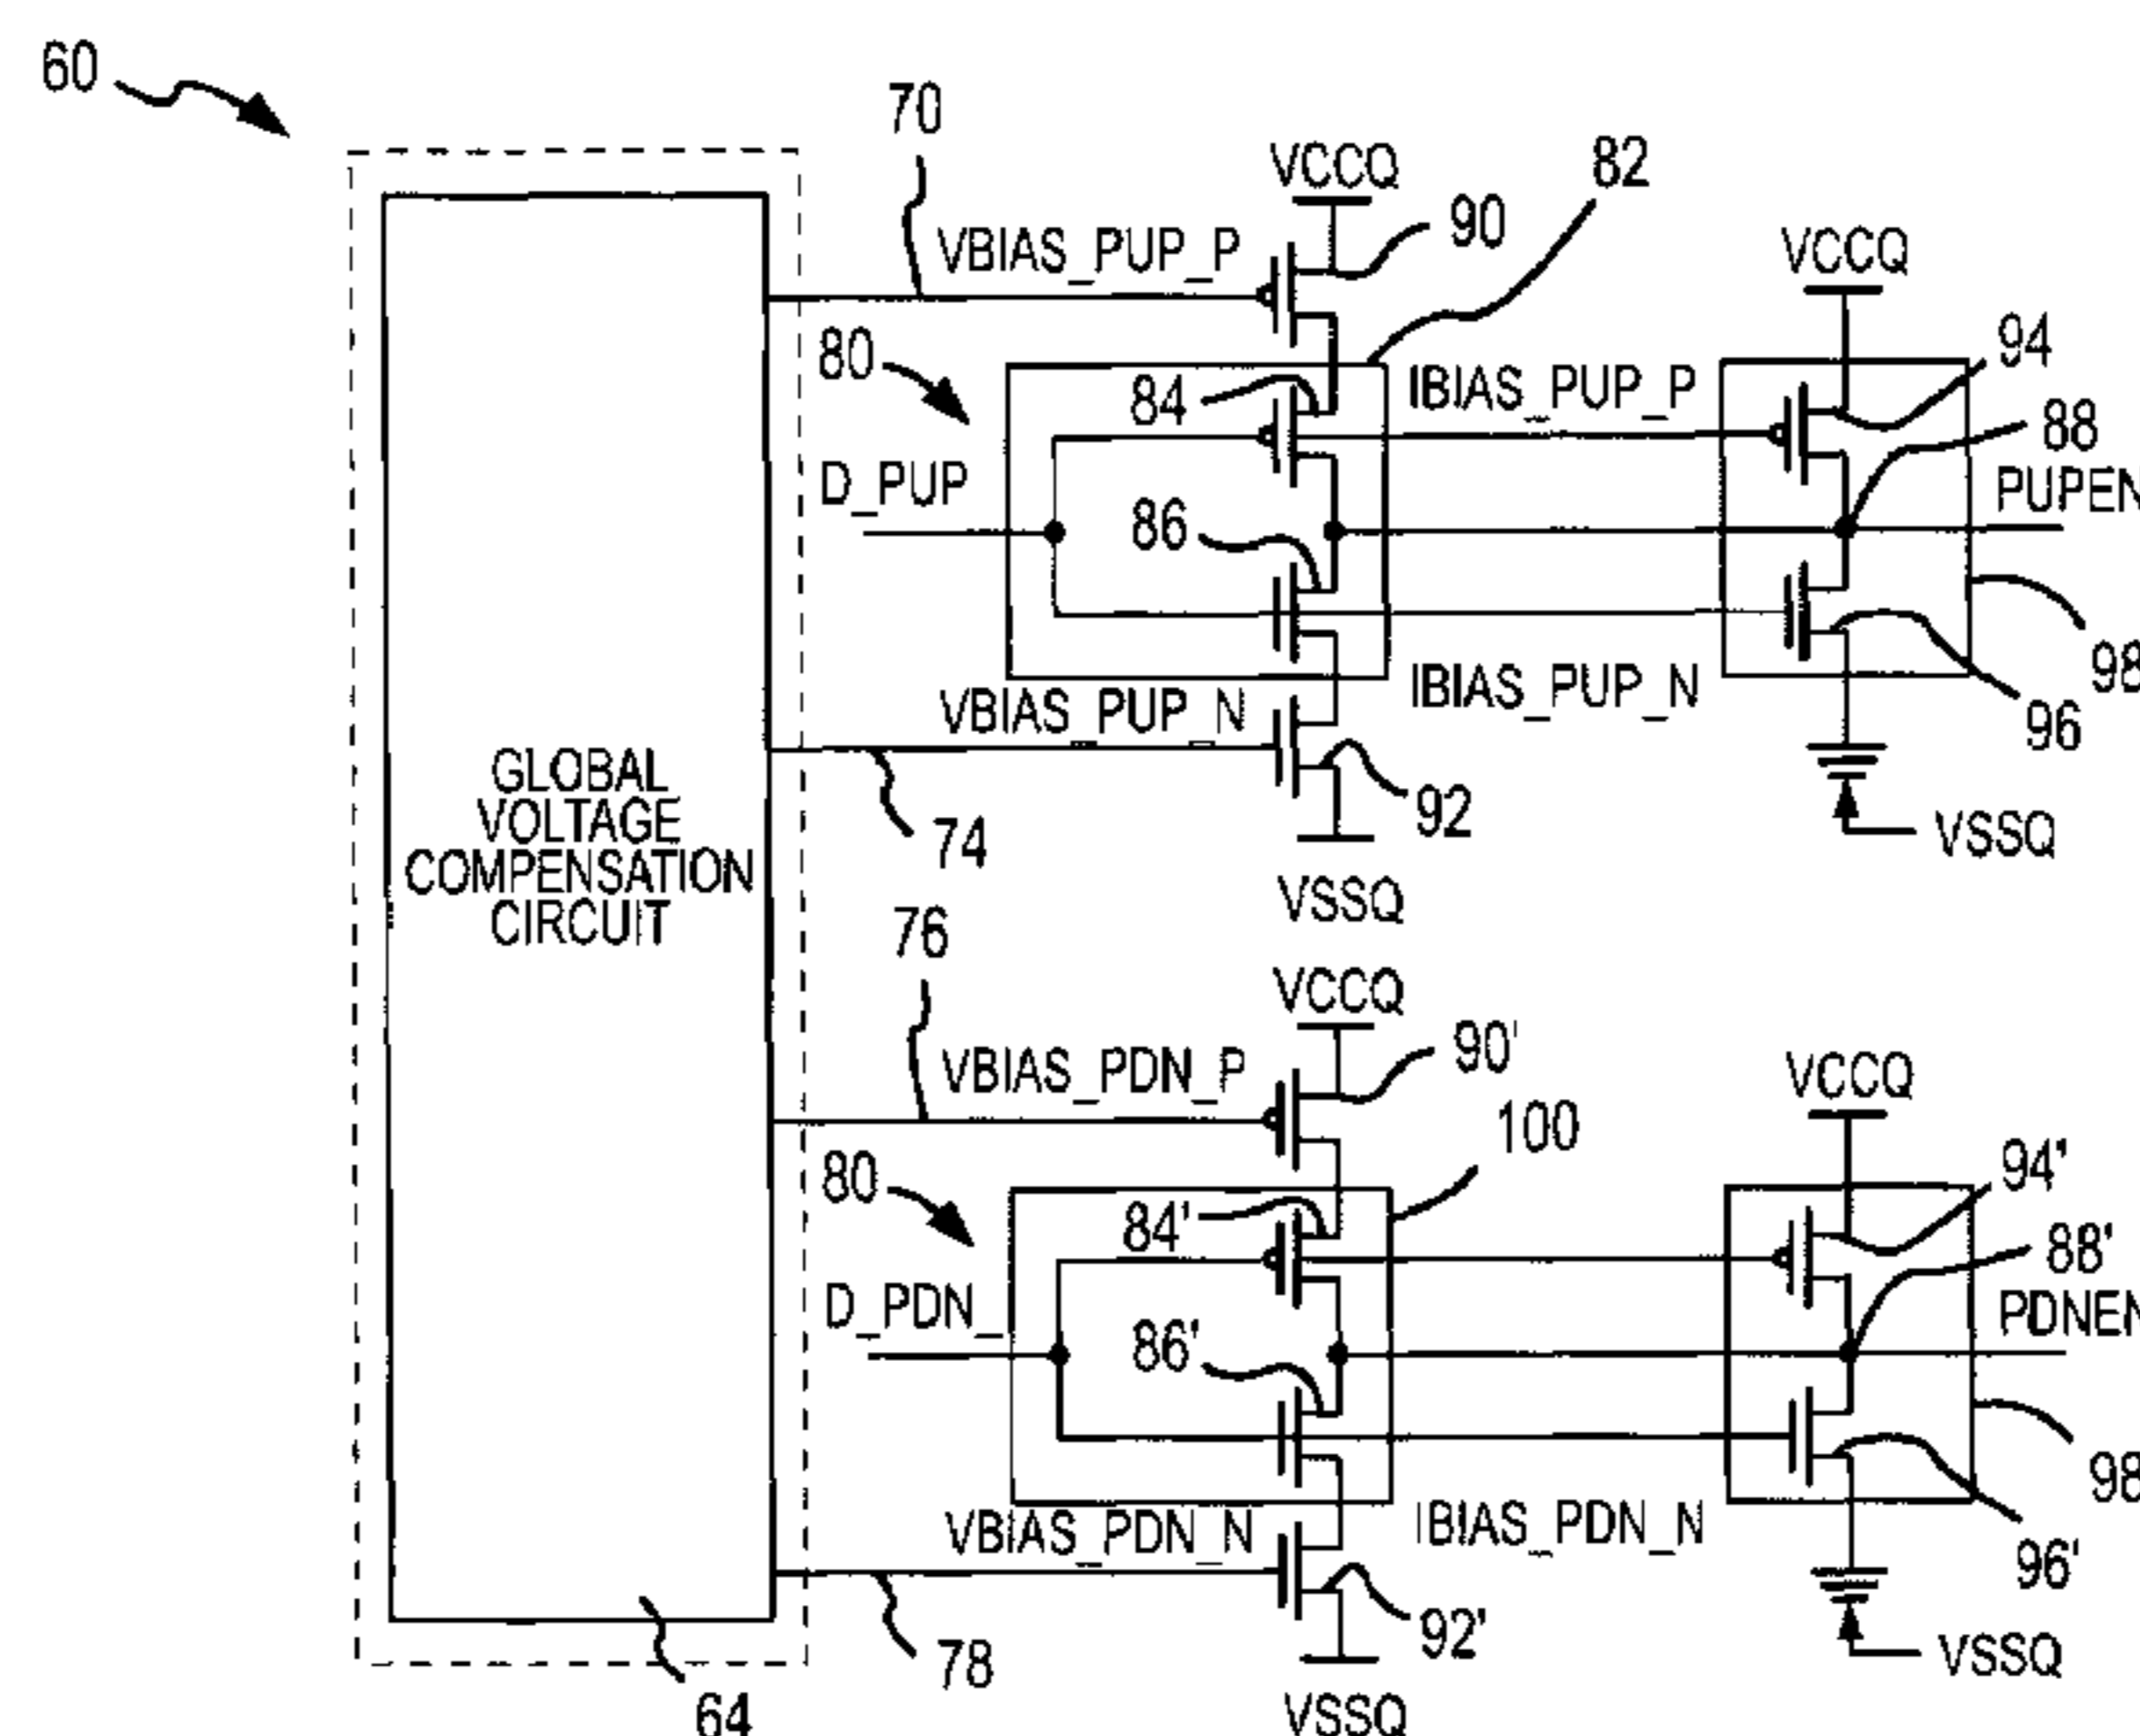 60
70
VCCQ
82
VBIAS_PUP_P
90
VCCQ
80
84
IBIAS_PUP_P
94
88
D_PUP
86
PUPEN
VBIAS_PUP_N
IBIAS_PUP_N
98
96
GLOBAL
VOLTAGE
COMPENSATION
CIRCUIT
74
92
VSSQ
VSSQ
76
VCCQ
VBIAS_PDN_P
90'
VCCQ
100
80
84'
94'
88'
D_PDN_
86'
PDNEN
VBIAS_PDN_N
IBIAS_PDN_N
98
96'
78
92'
VSSQ
64
VSSQ